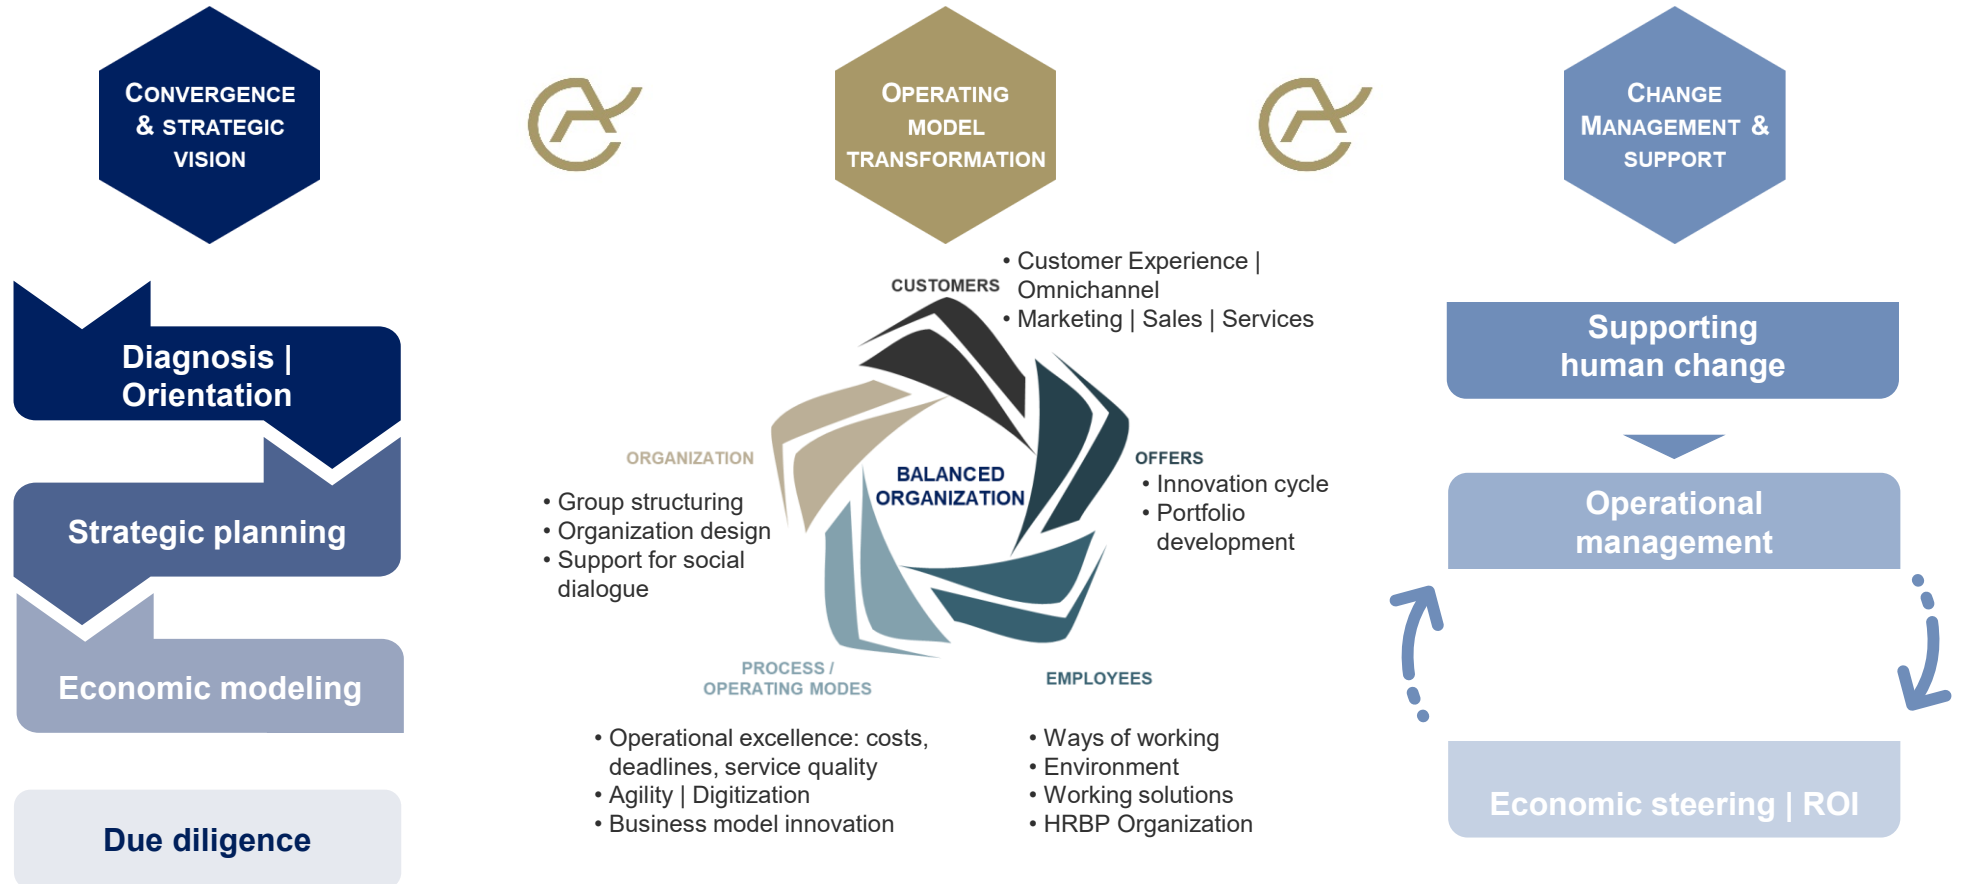 CONVERGENCE
& STRATEGIC
VISION
OPERATING
MODEL
TRANSFORMATION
CHANGE
MANAGEMENT &
SUPPORT
Diagnosis |
Orientation
Strategic planning
Economic modeling
Due diligence
CUSTOMERS
• Customer Experience |
Omnichannel
• Marketing | Sales | Services
ORGANIZATION
• Group structuring
• Organization design
• Support for social
dialogue
BALANCED
ORGANIZATION
OFFERS
• Innovation cycle
• Portfolio
development
PROCESS /
OPERATING MODES
• Operational excellence: costs,
deadlines, service quality
• Agility | Digitization
• Business model innovation
EMPLOYEES
• Ways of working
• Environment
• Working solutions
• HRBP Organization
Supporting
human change
Operational
management
Economic steering | ROI